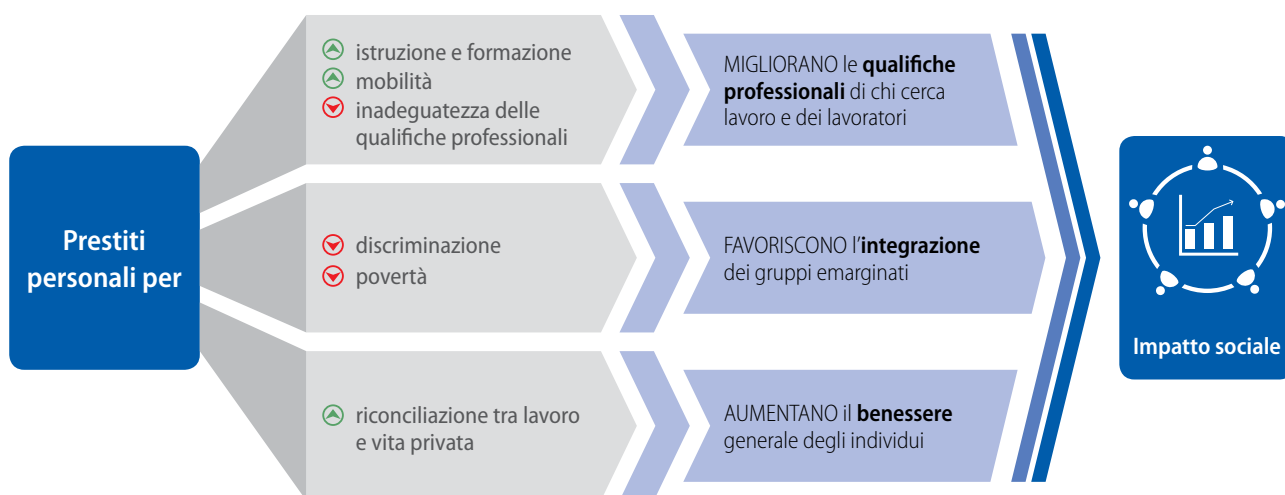 Prestiti
personali per
istruzione e formazione
mobilità
inadeguatezza delle
qualifiche professionali
MIGLIORANO le qualifiche
professionali di chi cerca
lavoro e dei lavoratori
discriminazione
povertà
FAVORISCONO l'integrazione
dei gruppi emarginati
riconciliazione tra lavoro
e vita privata
AUMENTANO il benessere
generale degli individui
Impatto sociale